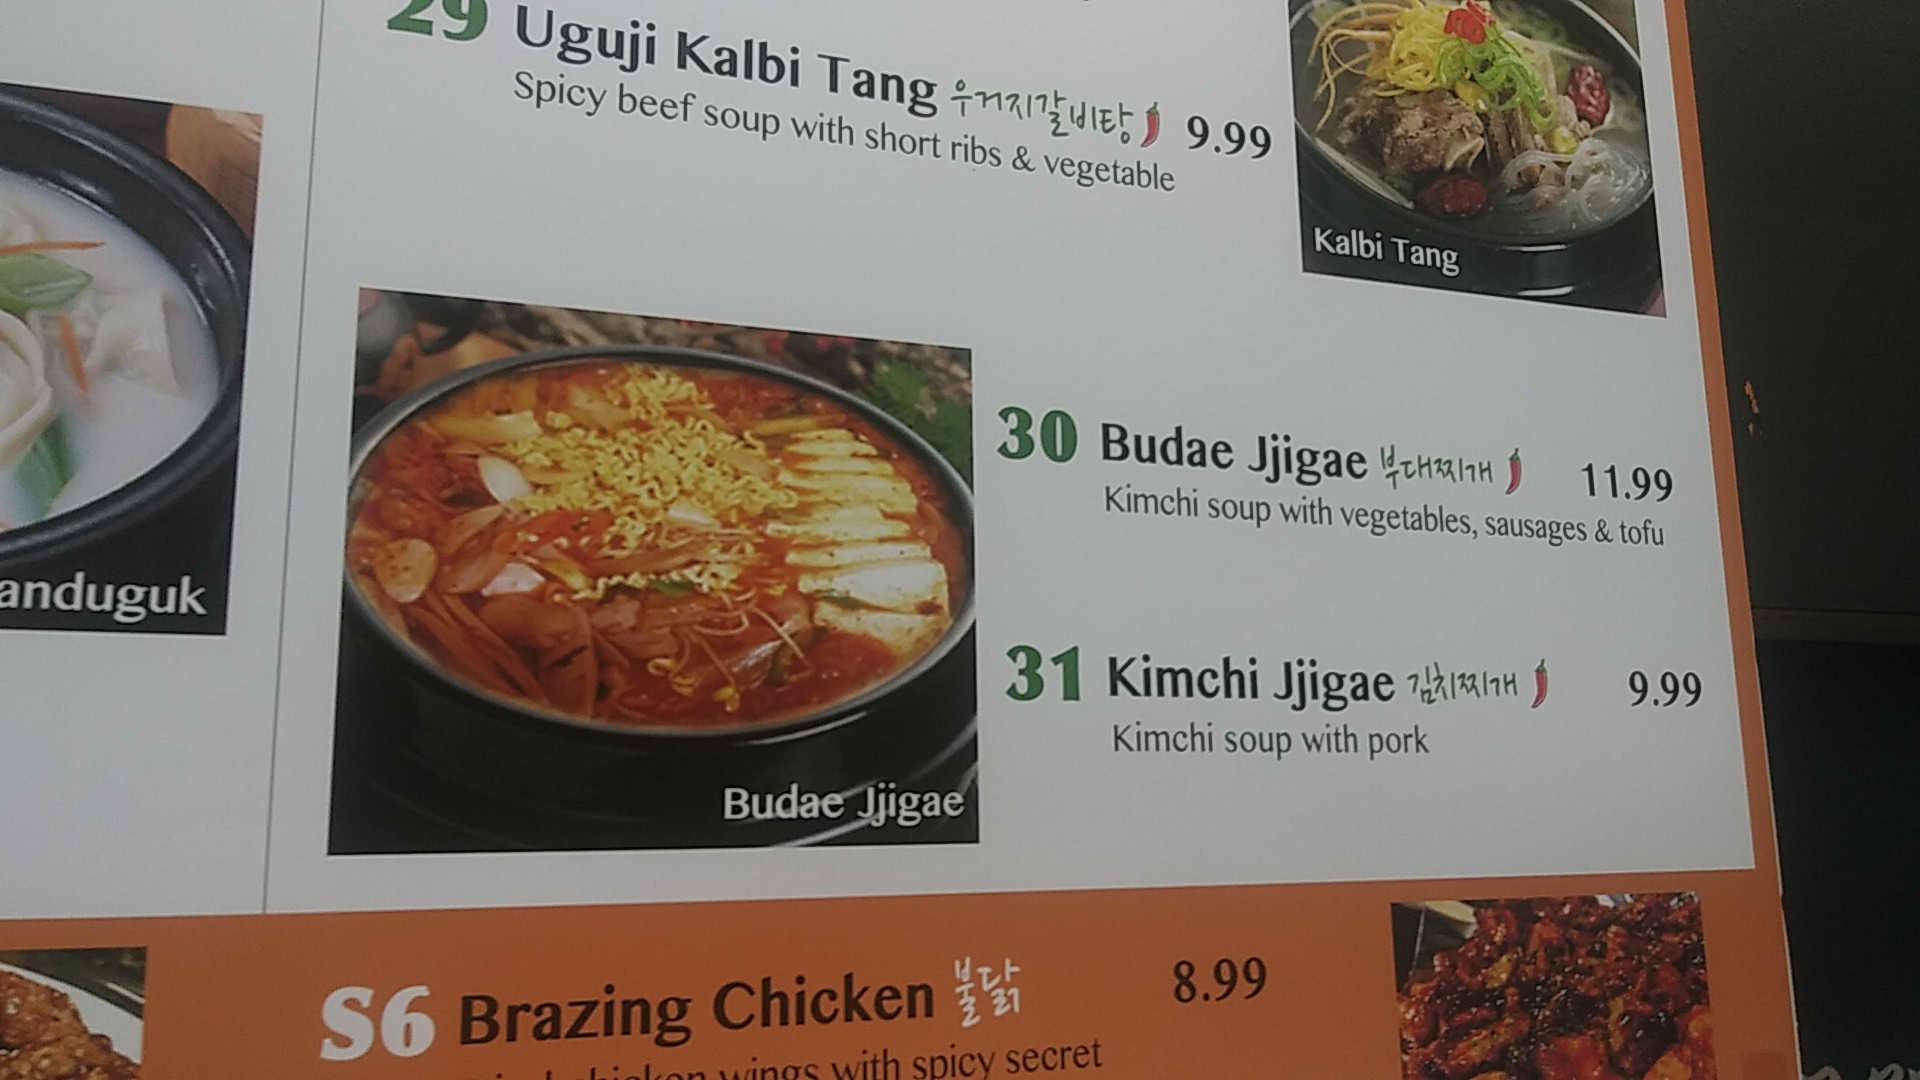 29 Uguji Kalbi Tang 우거지갈비탕 9.99
Spicy beef soup with short ribs & vegetable
Kalbi Tang
anduguk
30 Budae Jjigae 부대찌개 11.99
Kimchi soup with vegetables, sausages & tofu
31 Kimchi Jjigae 김치찌개 9.99
Kimchi soup with pork
Budae Jjigae
S6 Brazing Chicken 불닭 8.99
chicken wings with spicy secret